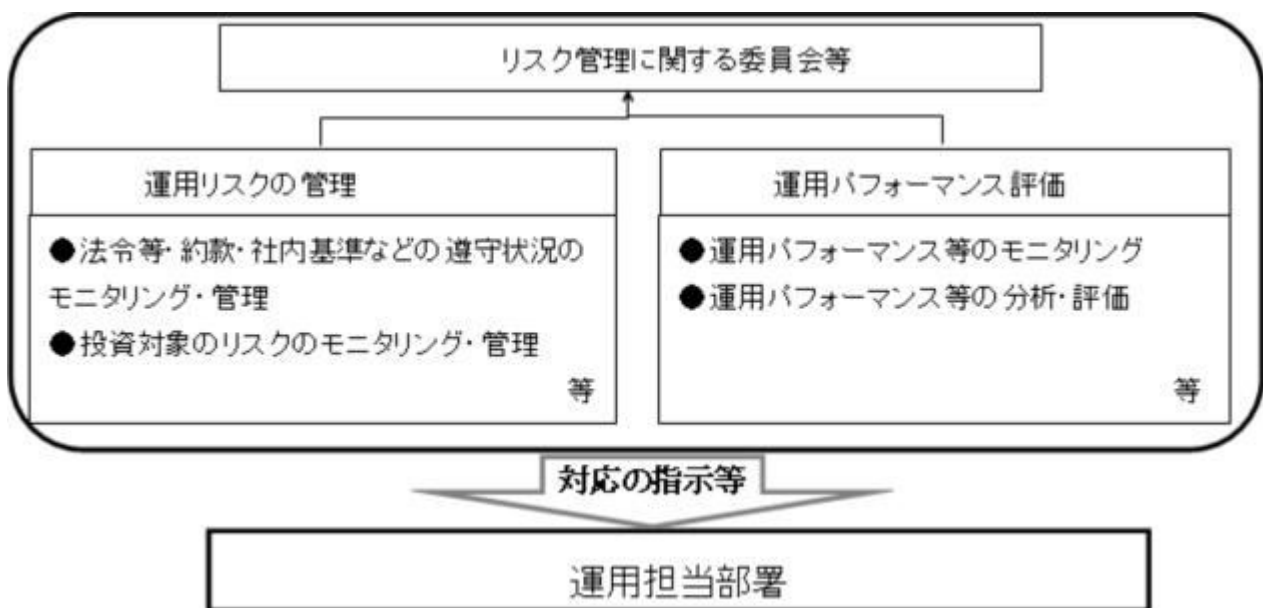 リスク管理に関する委員会等
運用リスクの管理
●法令等・約款・社内基準などの遵守状況の
モニタリング・管理
●投資対象のリスクのモニタリング・管理
等
運用パフォーマンス評価
●運用パフォーマンス等のモニタリング
●運用パフォーマンス等の分析・評価
等
対応の指示等
運用担当部署